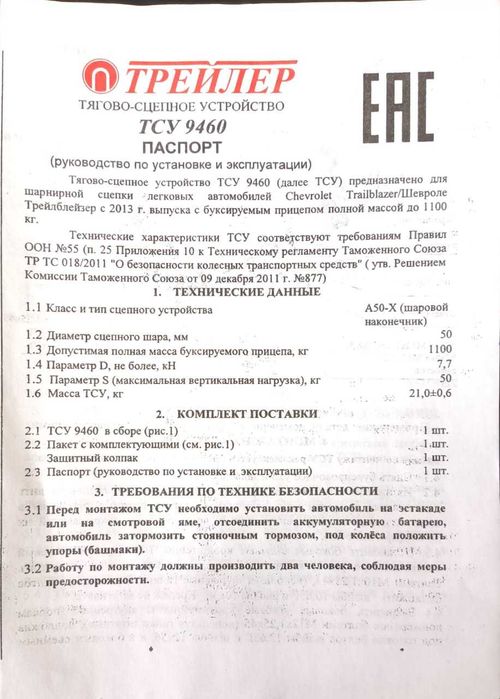 ТРЕЙЛЕР
ТЯГОВО-СЦЕПНОЕ УСТРОЙСТВО
ТСУ 9460
ПАСПОРТ
(руководство по установке и эксплуатации)
EAC
Тягово-сцепное устройство ТСУ 9460 (далее ТСУ) предназначено для
шарнирной сцепки легковых автомобилей Chevrolet Trailblazer/Шевроле
Трейлблейзер с 2013 г. выпуска с буксируемым прицепом полной массой до 1100
кг.
Технические характеристики ТСУ соответствуют требованиям Правил
ООН №55 (п. 25 Приложения 10 к Техническому регламенту Таможенного Союза
ТР ТС 018/2011 "О безопасности колесных транспортных средств" ( утв. Решением
Комиссии Таможенного Союза от 09 декабря 2011 г. №877)
1. ТЕХНИЧЕСКИЕ ДАННЫЕ
1.1 Класс и тип сцепного устройства А50-Х (шаровой
наконечник)
1.2 Диаметр сцепного шара, мм 50
1.3 Допустимая полная масса буксируемого прицепа, кг 1100
1.4 Параметр D, не более, кН 7,7
1.5 Параметр S (максимальная вертикальная нагрузка), кг 50
1.6 Масса ТСУ, кг 21,0±0,6
2. КОМПЛЕКТ ПОСТАВКИ
2.1 ТСУ 9460 в сборе (рис.1) 1 шт.
2.2 Пакет с комплектующими (см. рис.1) 1 шт.
Защитный колпак 1 шт.
2.3 Паспорт (руководство по установке и эксплуатации) 1 шт.
3. ТРЕБОВАНИЯ ПО ТЕХНИКЕ БЕЗОПАСНОСТИ
3.1 Перед монтажом ТСУ необходимо установить автомобиль на эстакаде
или на смотровой яме, отсоединить аккумуляторную батарею,
автомобиль затормозить стояночным тормозом, под колёса положить
упоры (башмаки).
3.2 Работу по монтажу должны производить два человека, соблюдая меры
предосторожности.